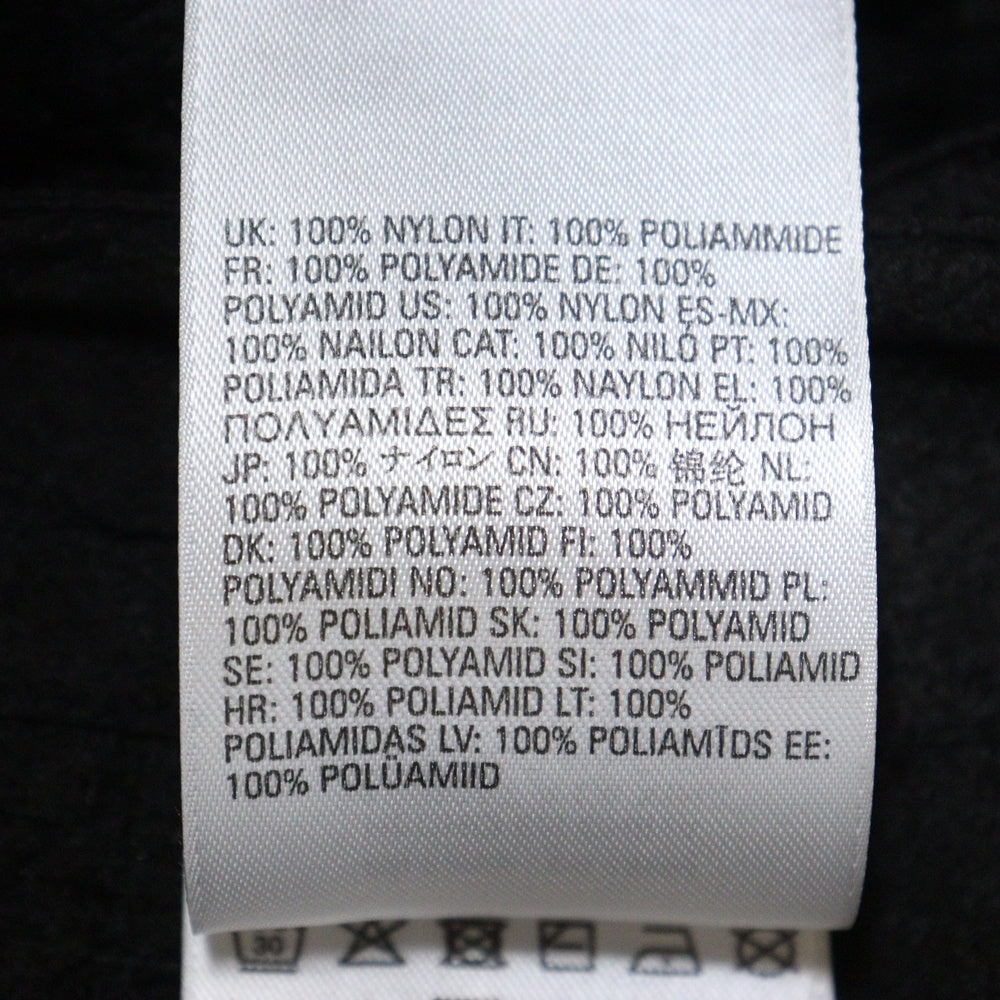 UK: 100% NYLON IT: 100% POLIAMMIDE
FR: 100% POLYAMIDE DE: 100%
POLYAMID US: 100% NYLON ES-MX:
100% NAILON CAT: 100% NILÓ PT: 100%
POLIAMIDA TR: 100% NAYLON EL: 100%
ΠΟΛΥΑΜΙΔΕΣ RU: 100% НЕЙЛОН
JP: 100% ナイロン CN: 100% 锦纶 NL:
100% POLYAMIDE CZ: 100% POLYAMID
DK: 100% POLYAMID FI: 100%
POLYAMIDI NO: 100% POLYAMMID PL:
100% POLIAMID SK: 100% POLYAMID
SE: 100% POLYAMID SI: 100% POLIAMID
HR: 100% POLIAMID LT: 100%
POLIAMIDAS LV: 100% POLIAMĪDS EE:
100% POLÜAMIID
30